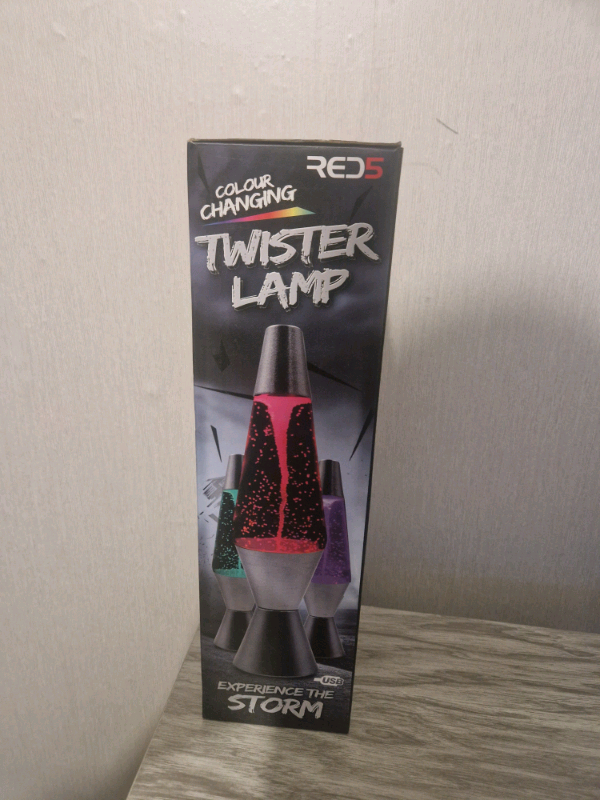 RED5
COLOUR
CHANGING
TWISTER
LAMP
USB
EXPERIENCE THE
STORM